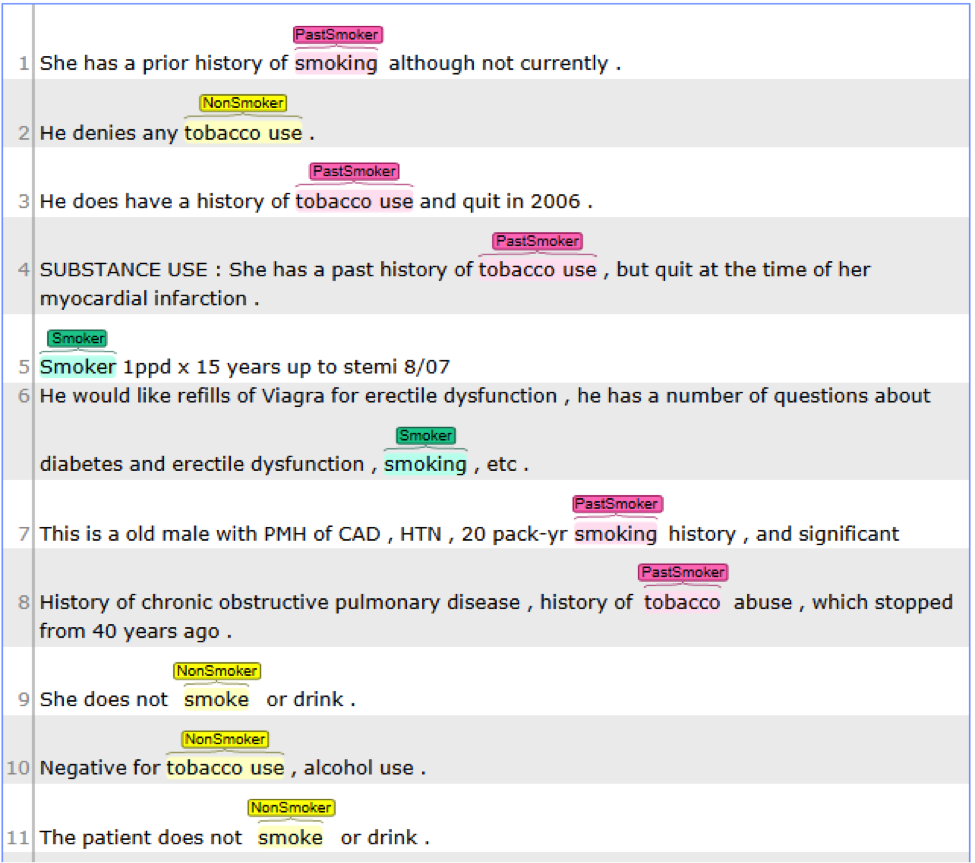 PastSmoker
1 She has a prior history of smoking although not currently .
NonSmoker
2 He denies any tobacco use .
PastSmoker
3 He does have a history of tobacco use and quit in 2006 .
PastSmoker
4 SUBSTANCE USE : She has a past history of tobacco use , but quit at the time of her
myocardial infarction .
Smoker
5 Smoker 1ppd x 15 years up to stemi 8/07
6 He would like refills of Viagra for erectile dysfunction , he has a number of questions about
Smoker
diabetes and erectile dysfunction , smoking , etc .
PastSmoker
7 This is a old male with PMH of CAD , HTN , 20 pack-yr smoking history , and significant
PastSmoker
8 History of chronic obstructive pulmonary disease , history of tobacco abuse , which stopped
from 40 years ago .
NonSmoker
9 She does not smoke or drink .
NonSmoker
10 Negative for tobacco use , alcohol use .
NonSmoker
11 The patient does not smoke or drink .